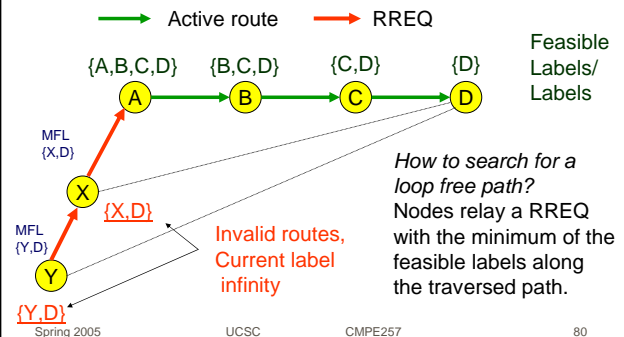 Active route RREQ
Feasible
Labels/
Labels
{A,B,C,D} {B,C,D} {C,D} {D}
A B C D
MFL
{X,D}
X
{X,D}
MFL
{Y,D}
Y
{Y,D}
Invalid routes,
Current label
infinity
How to search for a
loop free path?
Nodes relay a RREQ
with the minimum of the
feasible labels along
the traversed path.
Spring 2005 UCSC CMPE257 80